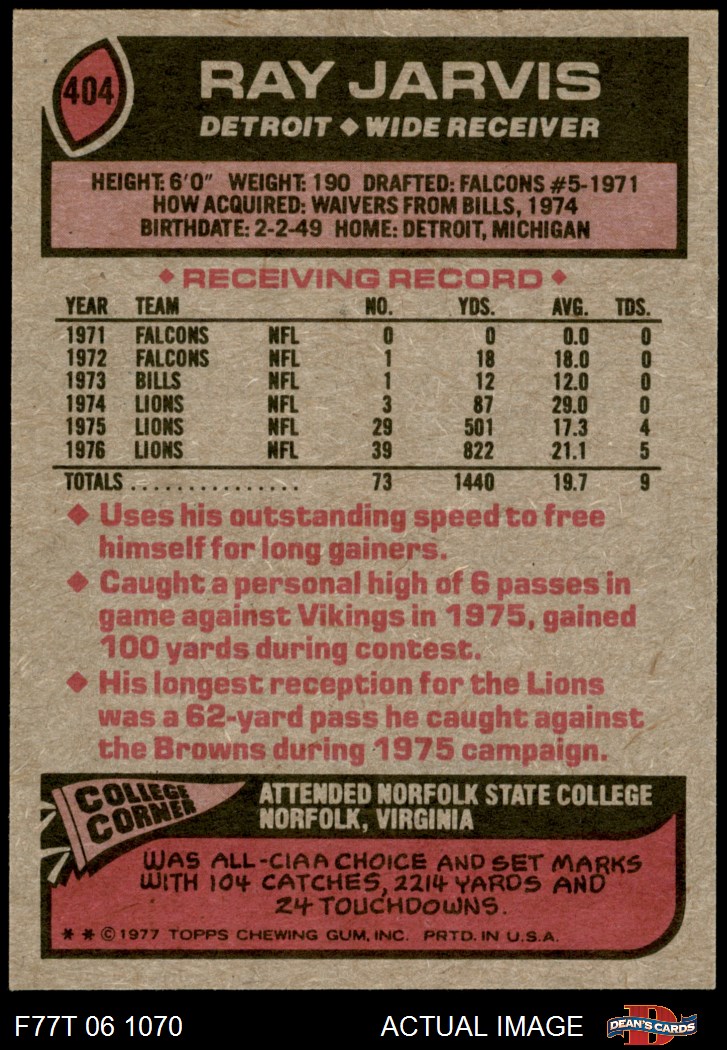 404
RAY JARVIS
DETROIT ◆ WIDE RECEIVER
HEIGHT: 6'0" WEIGHT: 190 DRAFTED: FALCONS #5-1971
HOW ACQUIRED: WAIVERS FROM BILLS, 1974
BIRTHDATE: 2-2-49 HOME: DETROIT, MICHIGAN
◆ RECEIVING RECORD ◆
YEAR TEAM NO. YDS. AVG. TDS.
1971 FALCONS NFL 0 0 0.0 0
1972 FALCONS NFL 1 18 18.0 0
1973 BILLS NFL 1 12 12.0 0
1974 LIONS NFL 3 87 29.0 0
1975 LIONS NFL 29 501 17.3 4
1976 LIONS NFL 39 822 21.1 5
TOTALS ................ 73 1440 19.7 9
◆ Uses his outstanding speed to free
himself for long gainers.
◆ Caught a personal high of 6 passes in
game against Vikings in 1975, gained
100 yards during contest.
◆ His longest reception for the Lions
was a 62-yard pass he caught against
the Browns during 1975 campaign.
COLLEGE
CORNER
ATTENDED NORFOLK STATE COLLEGE
NORFOLK, VIRGINIA
WAS ALL-CIAA CHOICE AND SET MARKS
WITH 104 CATCHES, 2214 YARDS AND
24 TOUCHDOWNS.
* * © 1977 TOPPS CHEWING GUM, INC. PRTD. IN U.S.A.
F77T 06 1070
ACTUAL IMAGE
D
DEAN'S CARDS